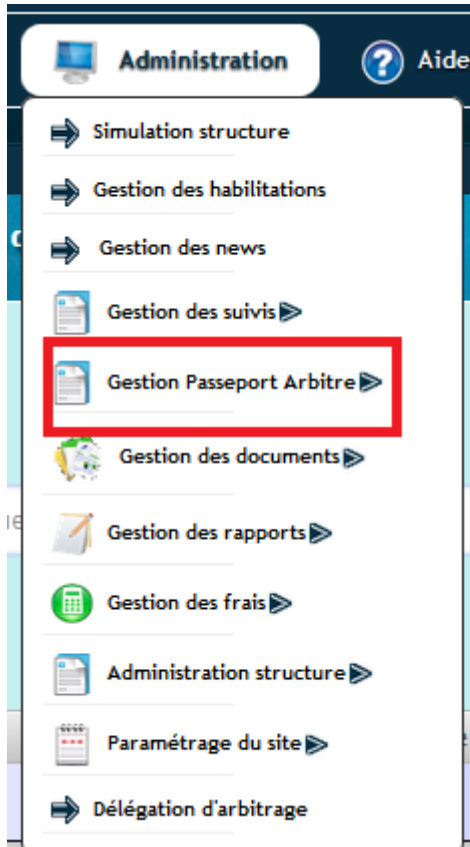 Administration
Aide
Simulation structure
Gestion des habilitations
Gestion des news
Gestion des suivis
Gestion Passeport Arbitre
Gestion des documents
Gestion des rapports
Gestion des frais
Administration structure
Paramétrage du site
Délégation d'arbitrage